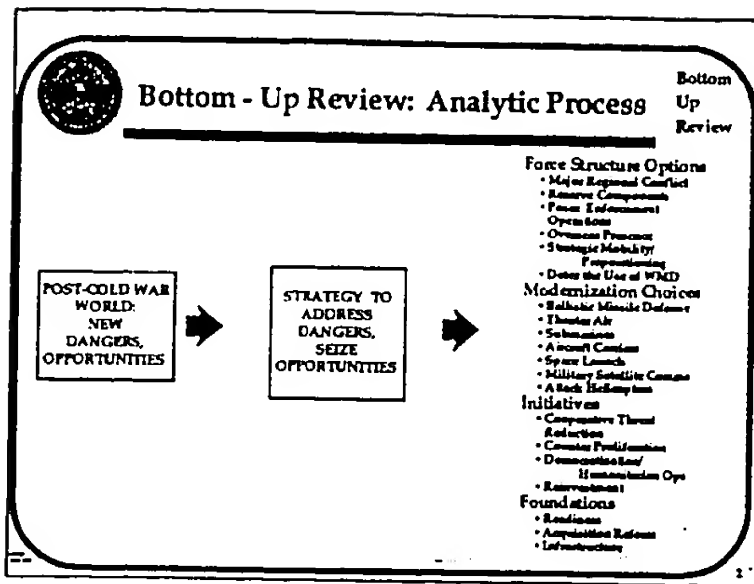 Bottom - Up Review: Analytic Process
Bottom
Up
Review
POST-COLD WAR
WORLD:
NEW
DANGERS,
OPPORTUNITIES
STRATEGY TO
ADDRESS
DANGERS,
SEIZE
OPPORTUNITIES
Force Structure Options
• Major Regional Conflict
• Reserve Components
• Peace Enforcement
Operations
• Overseas Presence
• Strategic Mobility/
Prepositioning
• Deter the Use of WMD
Modernization Choices
• Ballistic Missile Defense
• Theater Air
• Submarines
• Aircraft Carriers
• Space Launch
• Military Satellite Comms
• Attack Helicopters
Initiatives
• Cooperative Threat
Reduction
• Counter Proliferation
• Democratization/
Humanitarian Ops
• Reinvestment
Foundations
• Readiness
• Acquisition Reform
• Infrastructure
2